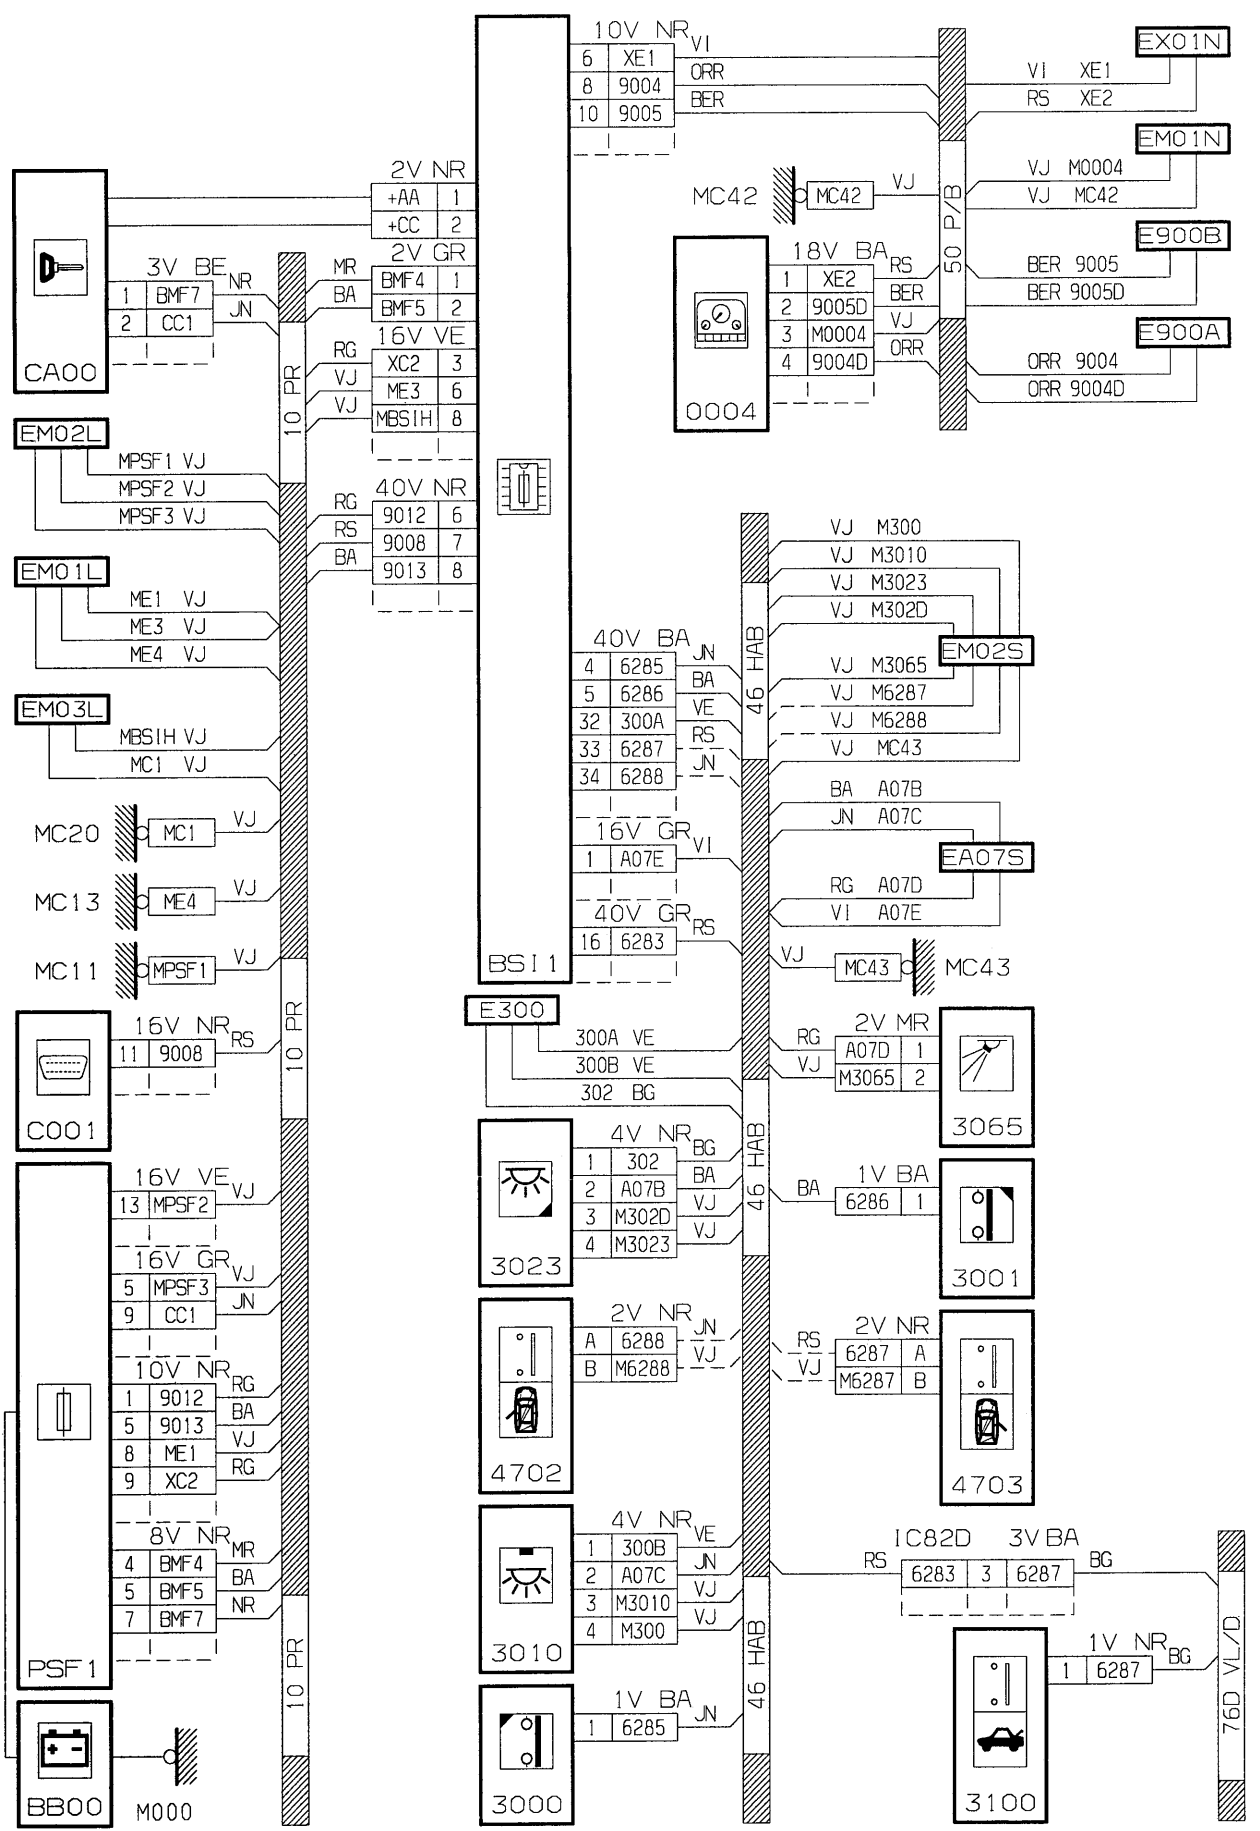 10V NR
6 XE1 VI
8 9004 ORR
10 9005 BER
EX01N
VI XE1
RS XE2
EM01N
VJ M0004
VJ MC42
MC42 MC42 VJ
50 P/B
E900B
BER 9005
BER 9005D
E900A
ORR 9004
ORR 9004D
18V BA
1 XE2 RS
2 9005D BER
3 M0004 VJ
4 9004D ORR
0004
2V NR
+AA 1
+CC 2
2V GR
MR BMF4 1
BA BMF5 2
16V VE
RG XC2 3
VJ ME3 6
VJ MBSIH 8
40V NR
RG 9012 6
RS 9008 7
BA 9013 8
3V BE
1 BMF7 NR
2 CC1 JN
CA00
10 PR
EM02L
MPSF1 VJ
MPSF2 VJ
MPSF3 VJ
EM01L
ME1 VJ
ME3 VJ
ME4 VJ
EM03L
MBSIH VJ
MC1 VJ
MC20 MC1 VJ
MC13 ME4 VJ
MC11 MPSF1 VJ
10 PR
16V NR
11 9008 RS
C001
16V VE
13 MPSF2 VJ
16V GR
5 MPSF3 VJ
9 CC1 JN
10V NR
1 9012 RG
5 9013 BA
8 ME1 VJ
9 XC2 RG
8V NR
4 BMF4 MR
5 BMF5 BA
7 BMF7 NR
PSF1
10 PR
BB00
M000
40V BA
4 6285 JN
5 6286 BA
32 300A VE
33 6287 RS
34 6288 JN
16V GR
1 A07E VI
40V GR
16 6283 RS
BSI1
46 HAB
VJ M300
VJ M3010
VJ M3023
VJ M302D
EM02S
VJ M3065
VJ M6287
VJ M6288
VJ MC43
BA A07B
JN A07C
EA07S
RG A07D
VI A07E
VJ MC43 MC43
E300
300A VE
300B VE
302 BG
46 HAB
2V MR
RG A07D 1
VJ M3065 2
3065
4V NR
1 302 BG
2 A07B BA
3 M302D VJ
4 M3023 VJ
3023
1V BA
BA 6286 1
3001
2V NR
A 6288 JN
B M6288 VJ
4702
2V NR
RS 6287 A
VJ M6287 B
4703
4V NR
1 300B VE
2 A07C JN
3 M3010 VJ
4 M300 VJ
3010
46 HAB
IC82D 3V BA
RS 6283 3 6287 BG
1V NR
1 6287 BG
3100
76D VL/D
1V BA
1 6285 JN
3000